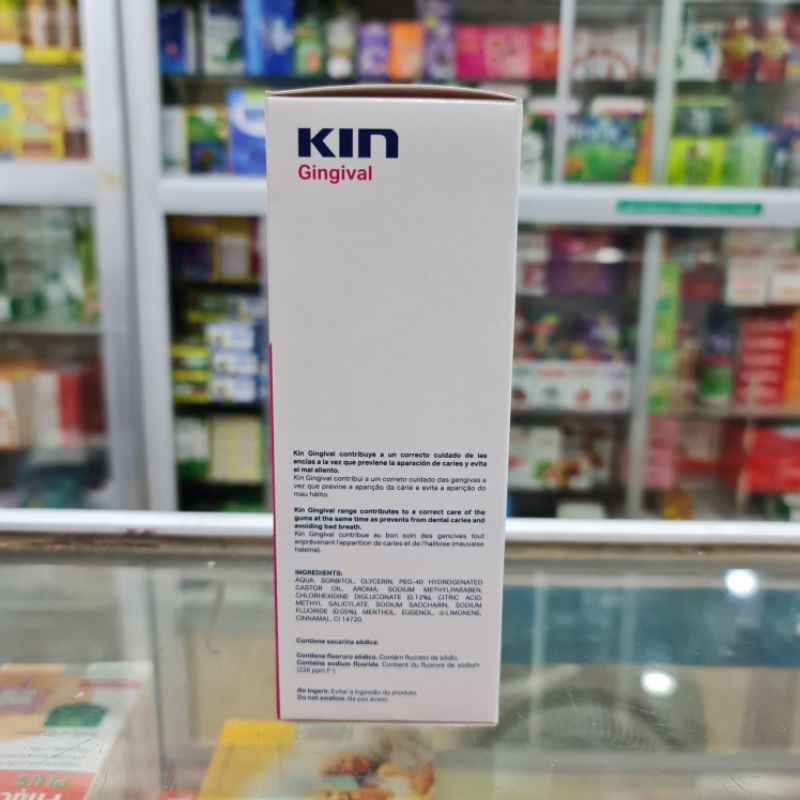 KIN
Gingival
Kin Gingival contribuye a un correcto cuidado de las
encías a la vez que previene la aparación de caries y evita
el mal aliento.
Kin Gingival contribui a um correto cuidado das gengivas a
vez que previne a aparição da cárie e evita a aparição do
mau hálito.
Kin Gingival range contributes to a correct care of the
gums at the same time as prevents from dental caries and
avoiding bad breath.
Kin Gingival contribue au bon soin des gencives tout
enprévenant l'apparition de caries et de l'halitose (mauvaise
haleine).
INGREDIENTS:
AQUA, SORBITOL, GLYCERIN, PEG-40 HYDROGENATED
CASTOR OIL, AROMA, SODIUM METHYLPARABEN,
CHLORHEXIDINE DIGLUCONATE (0.12%), CITRIC ACID,
METHYL SALICYLATE, SODIUM SACCHARIN, SODIUM
FLUORIDE (0.05%), MENTHOL, EUGENOL, d-LIMONENE,
CINNAMAL, CI 14720.
Contiene sacarina sódica.
Contiene fluoruro sódico. Contém fluoreto de sódio.
Contains sodium fluoride. Contient du fluorure de sodium
(226 ppm F⁻).
No ingerir. Evitar a ingestão do produto.
Do not swallow. Ne pas avaler.
PLUS